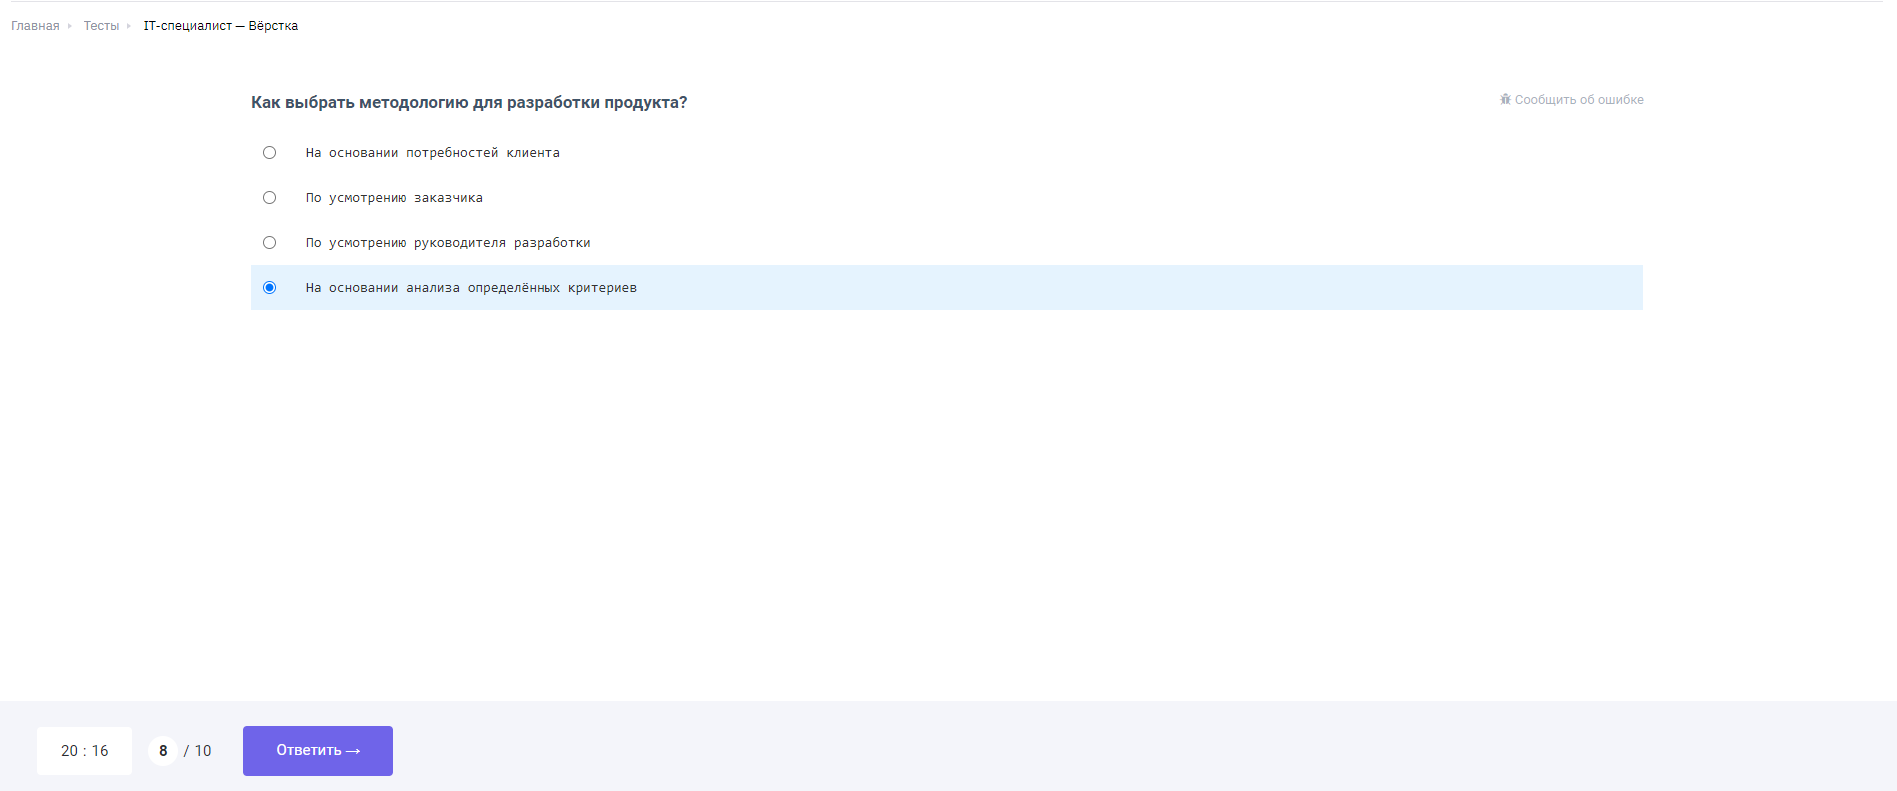 Главная Тесты IT-специалист — Вёрстка
Как выбрать методологию для разработки продукта?
Сообщить об ошибке
На основании потребностей клиента
По усмотрению заказчика
По усмотрению руководителя разработки
На основании анализа определённых критериев
20 : 16 8 / 10 Ответить →